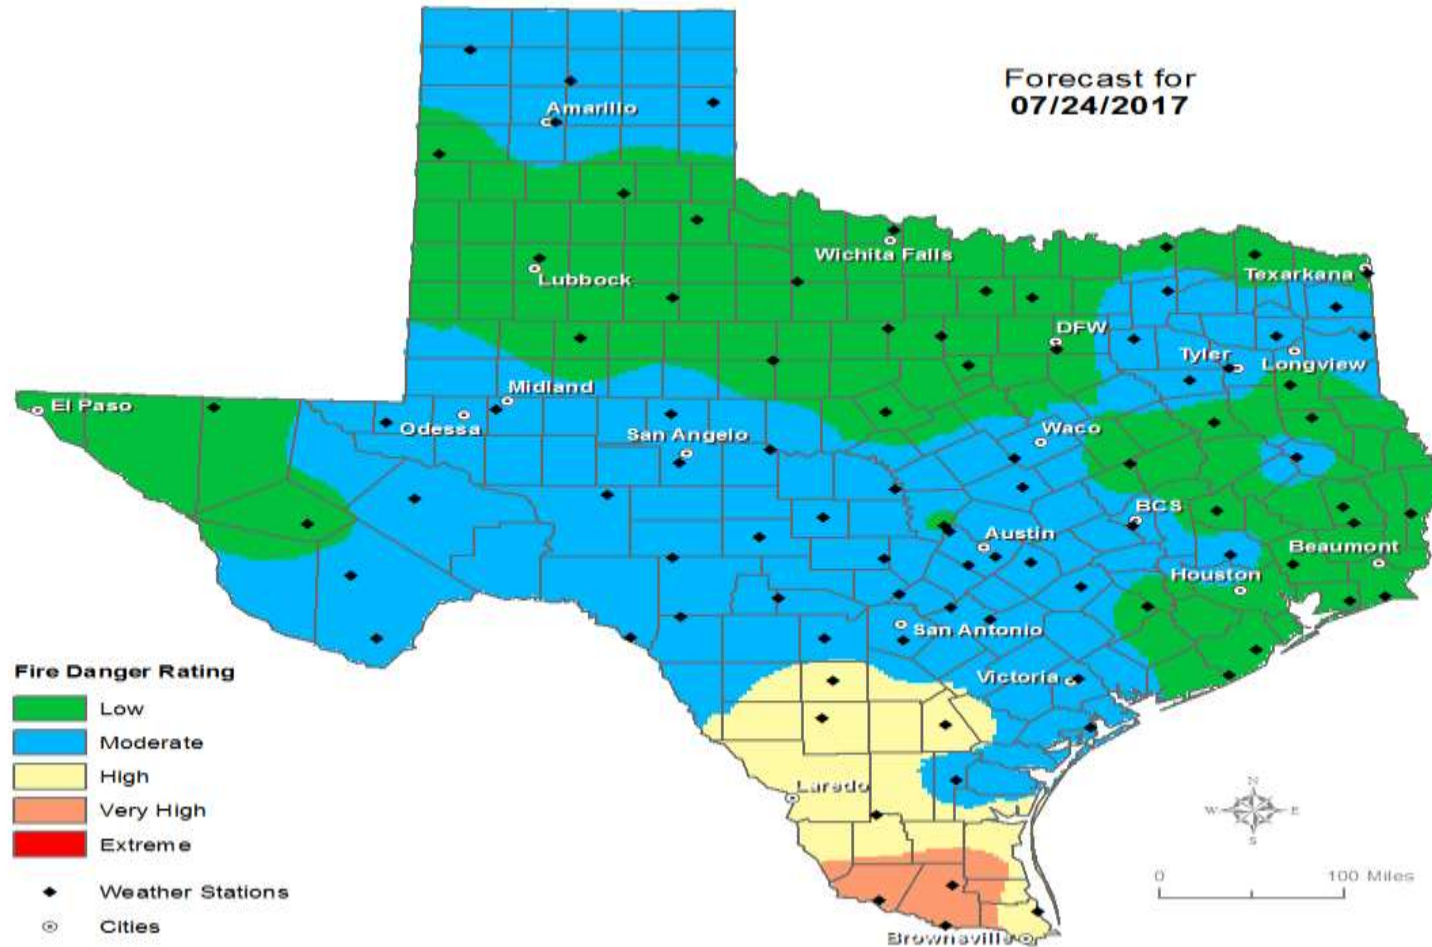 Forecast for
07/24/2017
Amarillo
Wichita Falls
Texarkana
Lubbock
DFW
Tyler
Longview
Midland
El Paso
Odessa
Waco
San Angelo
BCS
Austin
Beaumont
Houston
San Antonio
Victoria
Laredo
Brownsville
Fire Danger Rating
Low
Moderate
High
Very High
Extreme
Weather Stations
Cities
N
W
E
S
0
100 Miles